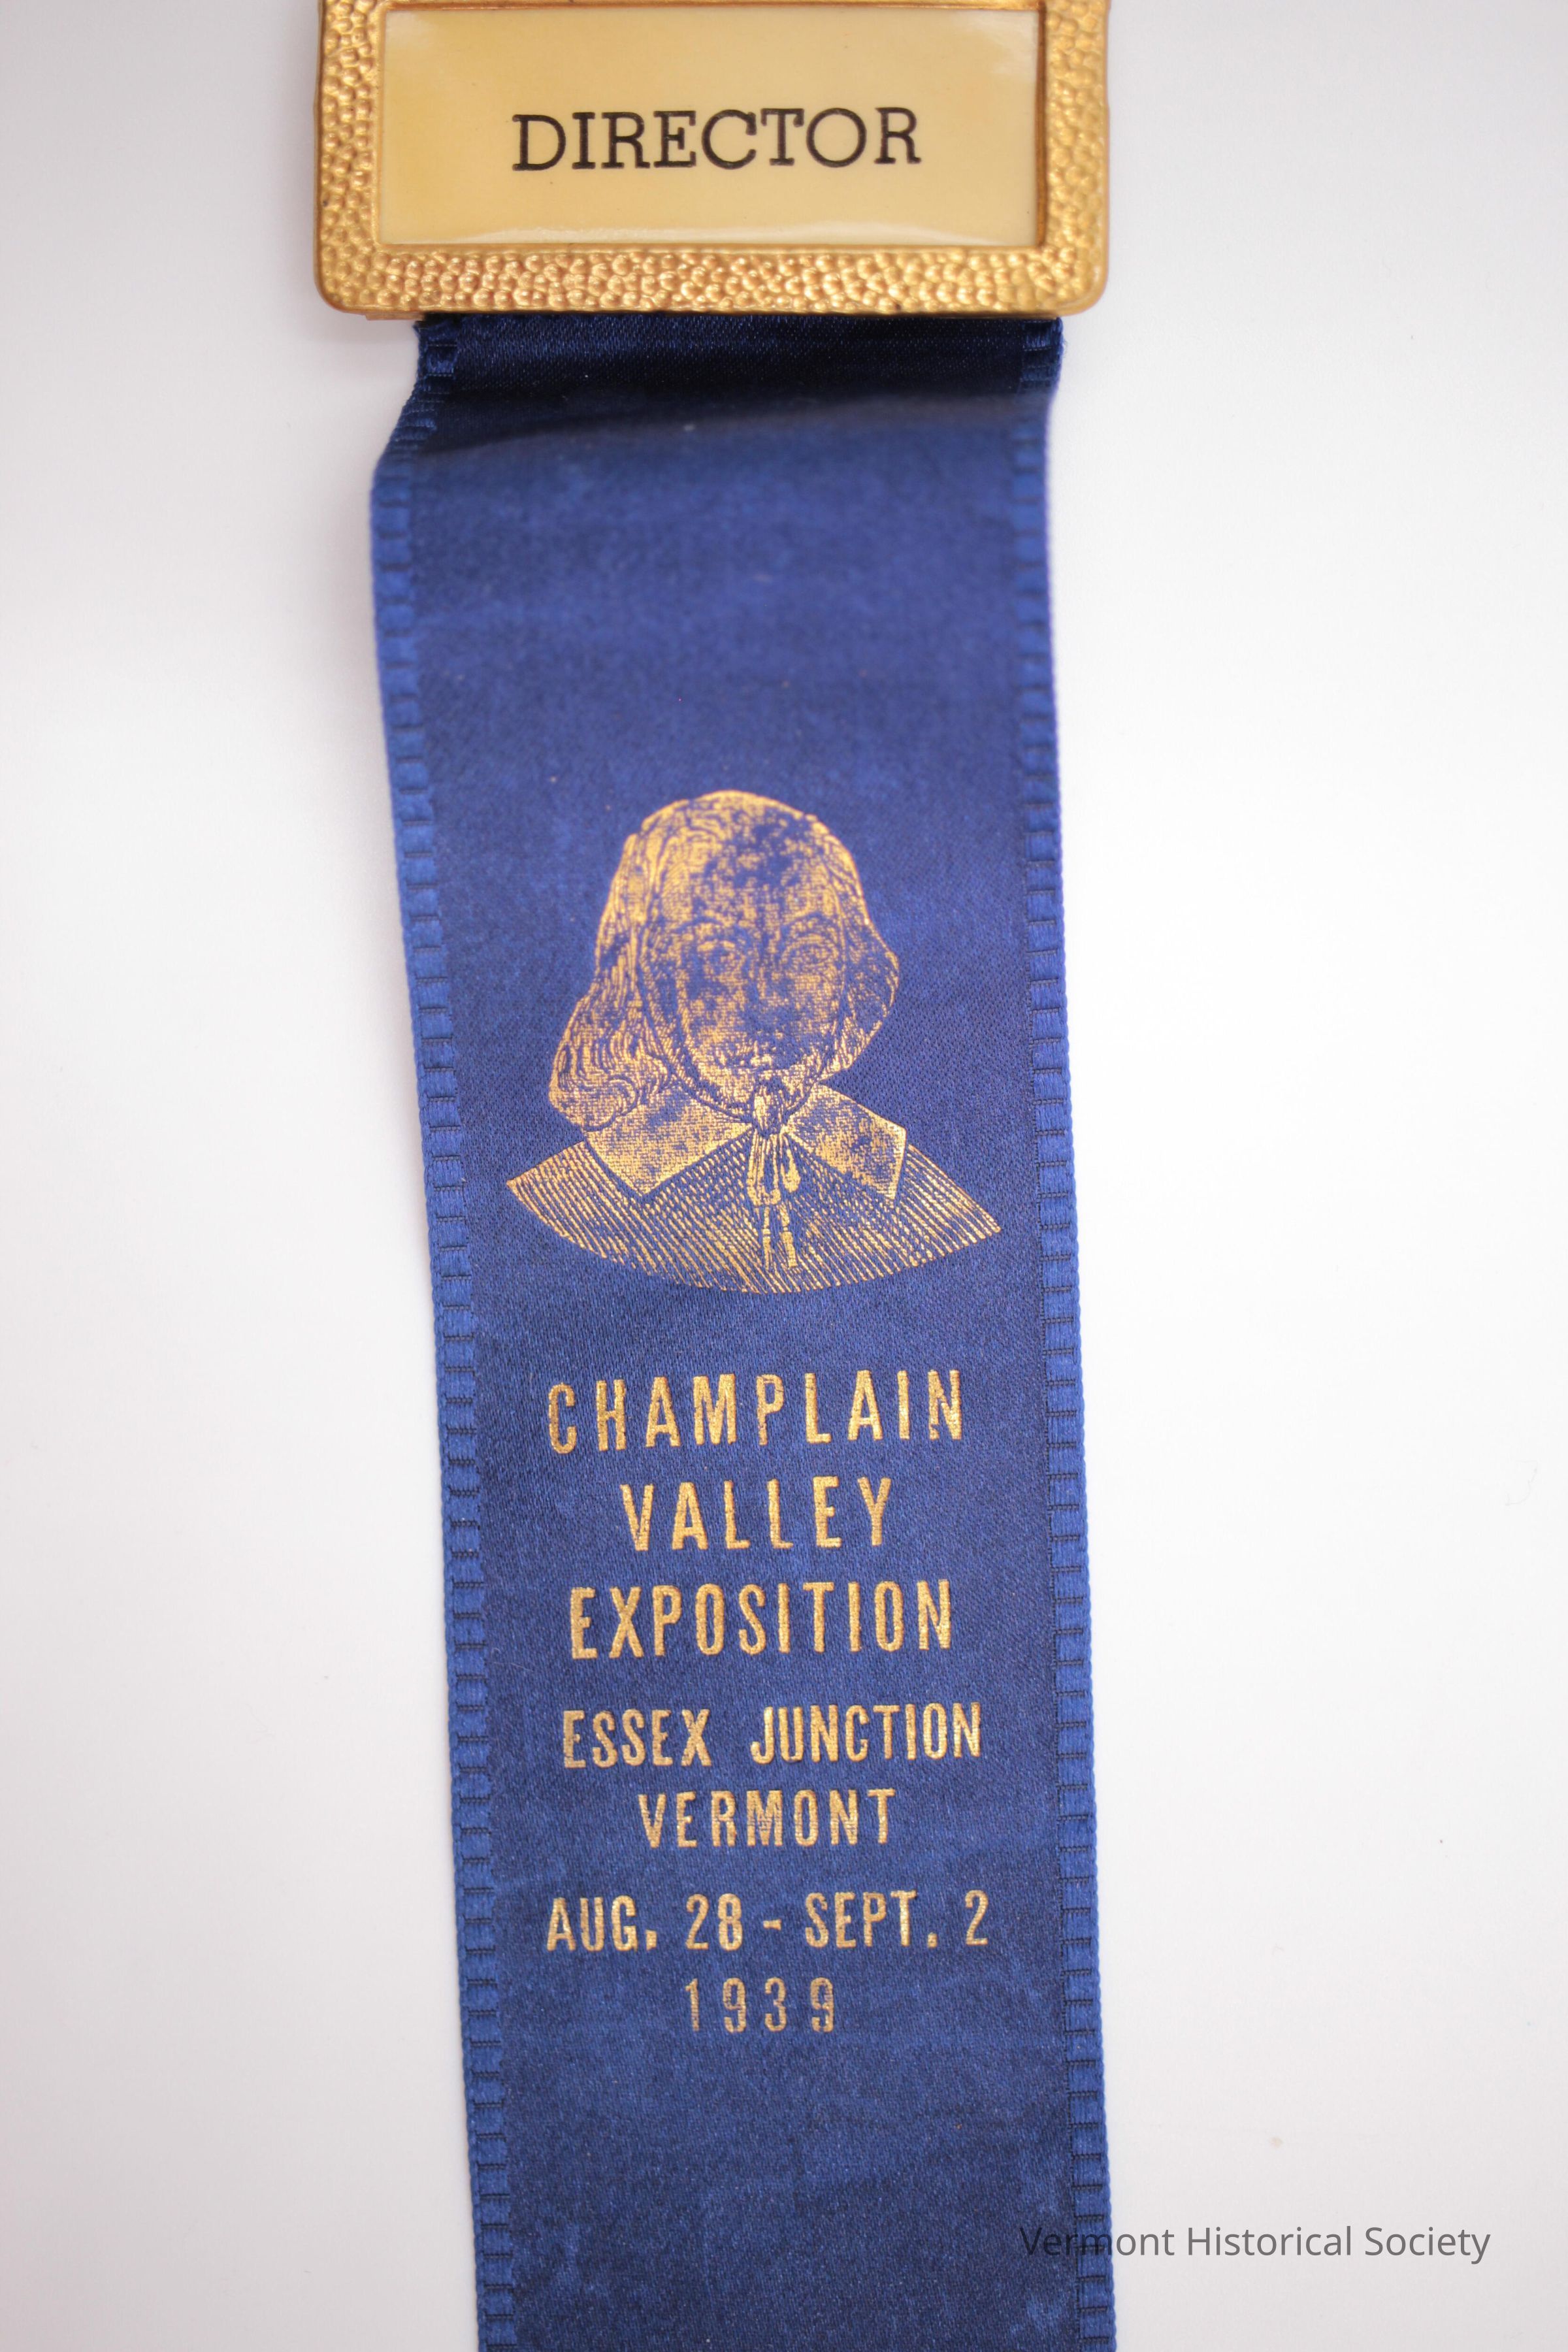 DIRECTOR
CHAMPLAIN
VALLEY
EXPOSITION
ESSEX JUNCTION
VERMONT
AUG. 28 - SEPT. 2
1939
Vermont Historical Society